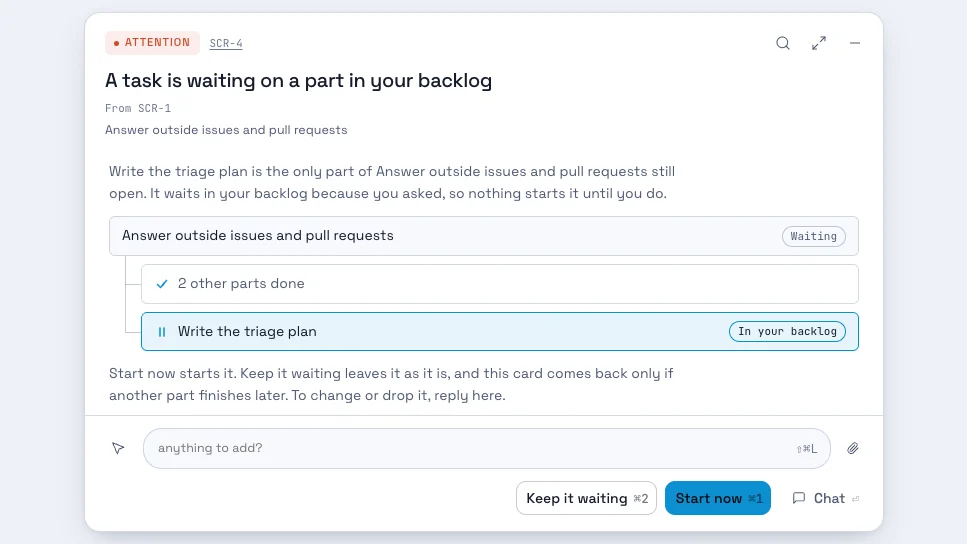 ATTENTION SCR-4
A task is waiting on a part in your backlog
From SCR-1
Answer outside issues and pull requests
Write the triage plan is the only part of Answer outside issues and pull requests still
open. It waits in your backlog because you asked, so nothing starts it until you do.
Answer outside issues and pull requests Waiting
2 other parts done
Write the triage plan In your backlog
Start now starts it. Keep it waiting leaves it as it is, and this card comes back only if
another part finishes later. To change or drop it, reply here.
anything to add? ⇧⌘L
Keep it waiting ⌘2 Start now ⌘1 Chat ⏎